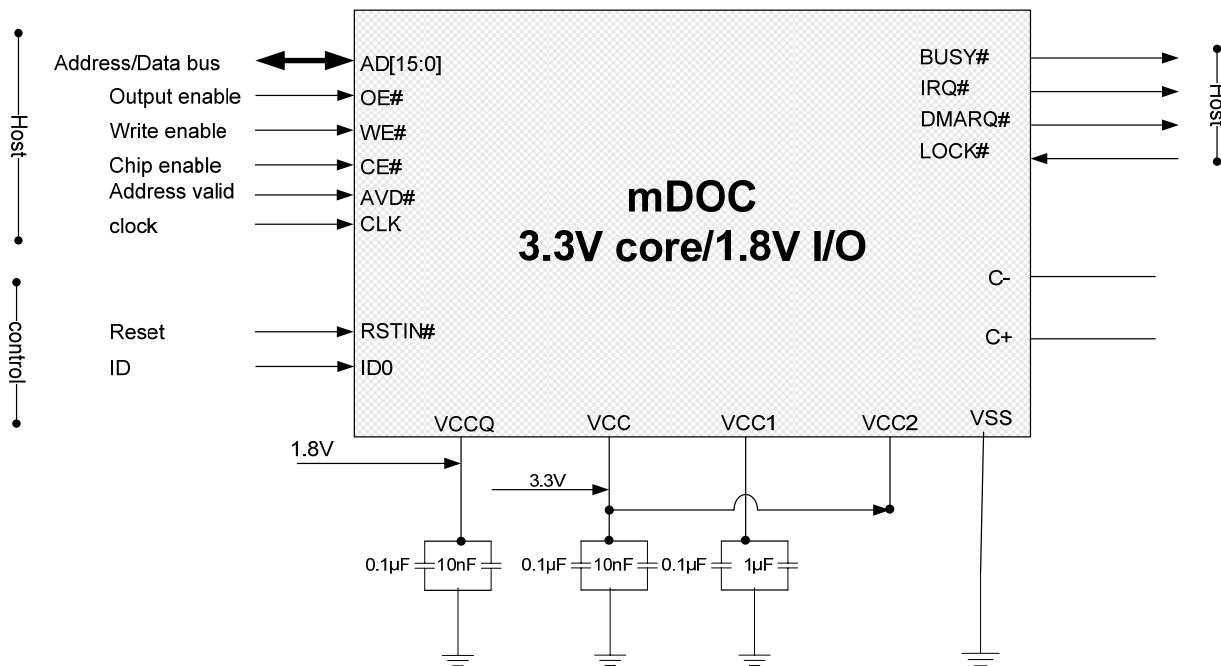 Host
Address/Data bus
AD[15:0]
Output enable
OE#
Write enable
WE#
Chip enable
CE#
Address valid
AVD#
clock
CLK
control
Reset
RSTIN#
ID
ID0
mDOC
3.3V core/1.8V I/O
BUSY#
IRQ#
DMARQ#
LOCK#
Host
C-
C+
VCCQ
VCC
VCC1
VCC2
VSS
1.8V
3.3V
0.1µF
10nF
0.1µF
10nF
0.1µF
1µF